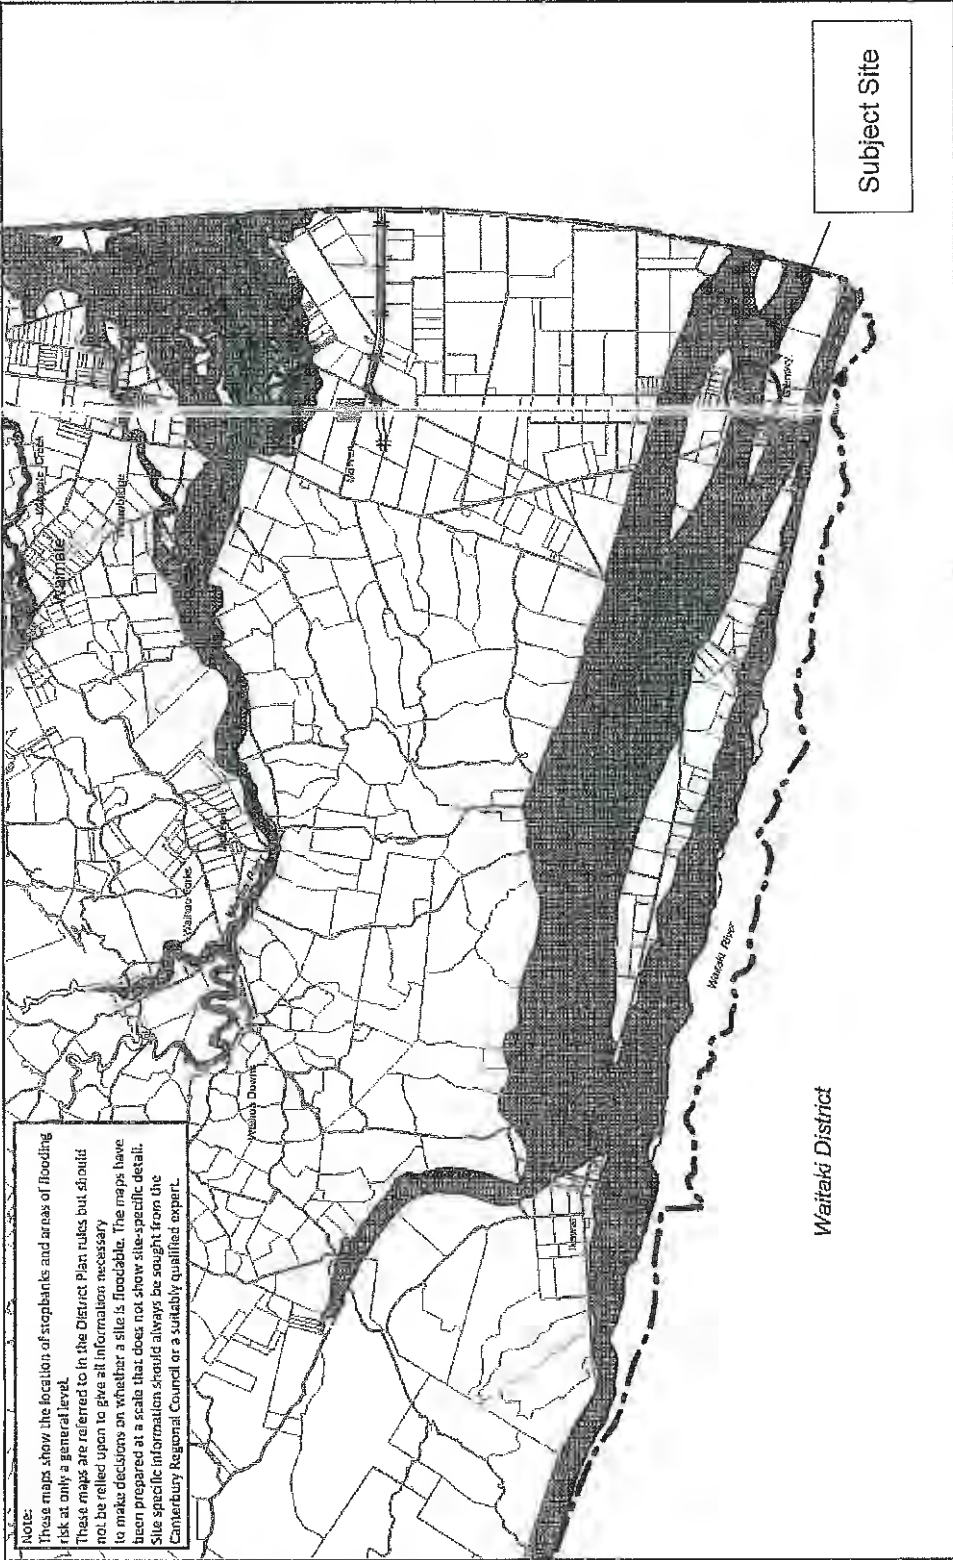 Note:
These maps show the location of stopbanks and areas of flooding
risk at only a general level.
These maps are referred to in the District Plan rules but should
not be relied upon to give all information necessary
to make decisions on whether a site is floodable. The maps have
been prepared at a scale that does not show site-specific detail.
Site specific information should always be sought from the
Canterbury Regional Council or a suitably qualified expert.
Subject Site
Waihao Forks
Waihao Downs
Waitaki River
Waitaki District